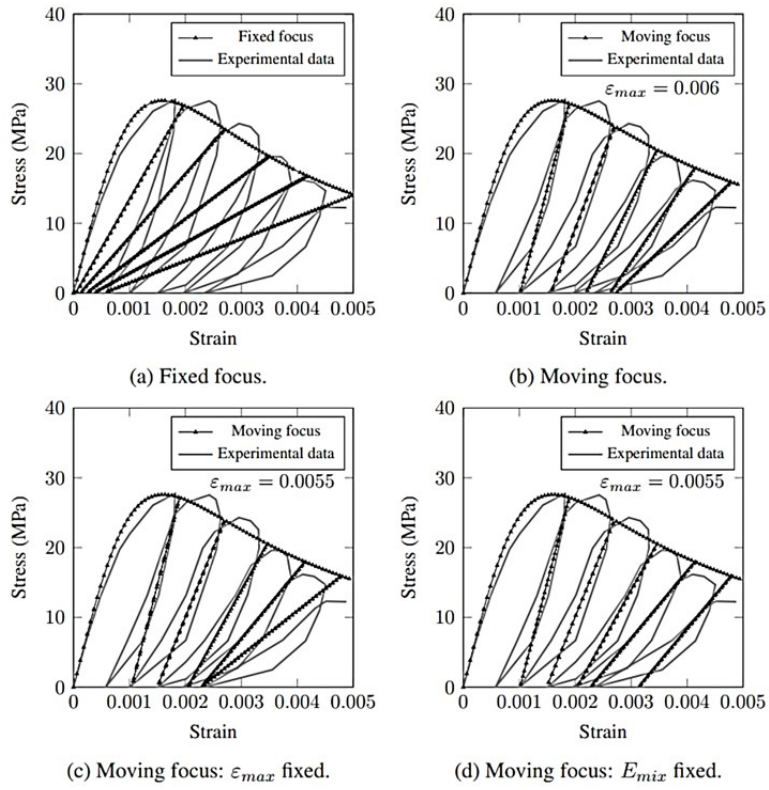 40
30
20
10
0
Stress (MPa)
Fixed focus
Experimental data
0 0.001 0.002 0.003 0.004 0.005
Strain
(a) Fixed focus.
40
30
20
10
0
Stress (MPa)
Moving focus
Experimental data
εmax = 0.006
0 0.001 0.002 0.003 0.004 0.005
Strain
(b) Moving focus.
40
30
20
10
0
Stress (MPa)
Moving focus
Experimental data
εmax = 0.0055
0 0.001 0.002 0.003 0.004 0.005
Strain
(c) Moving focus: εmax fixed.
40
30
20
10
0
Stress (MPa)
Moving focus
Experimental data
εmax = 0.0055
0 0.001 0.002 0.003 0.004 0.005
Strain
(d) Moving focus: Emix fixed.